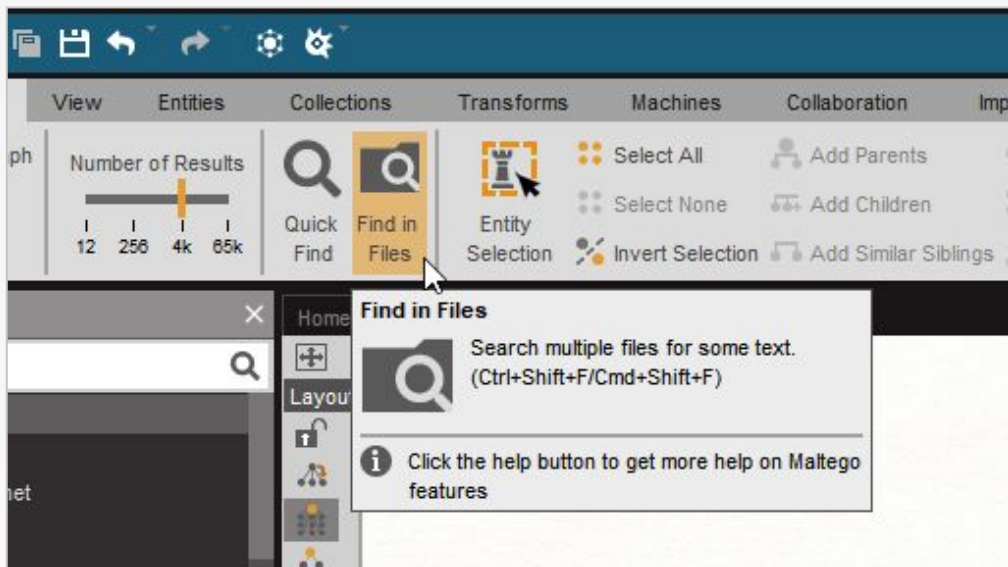 View Entities Collections Transforms Machines Collaboration Imp
ph
Number of Results
12 256 4k 65k
Quick
Find
Find in
Files
Entity
Selection
Select All
Select None
Invert Selection
Add Parents
Add Children
Add Similar Siblings
Home
Layou
net
Find in Files
Search multiple files for some text.
(Ctrl+Shift+F/Cmd+Shift+F)
Click the help button to get more help on Maltego
features